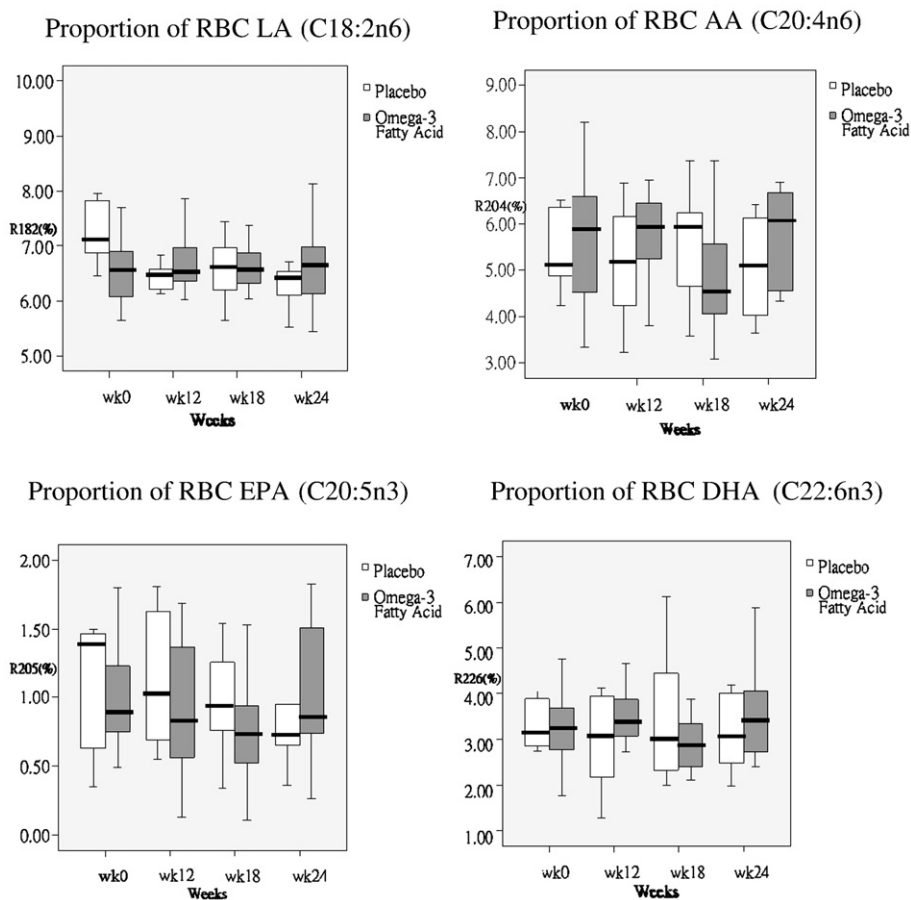 Proportion of RBC LA (C18:2n6)
10.00
9.00
8.00
R182(%)
7.00
6.00
5.00
wk0 wk12 wk18 wk24
Weeks
Placebo
Omega-3
Fatty Acid
Proportion of RBC AA (C20:4n6)
9.00
7.00
R204(%)
6.00
5.00
4.00
3.00
wk0 wk12 wk18 wk24
Weeks
Placebo
Omega-3
Fatty Acid
Proportion of RBC EPA (C20:5n3)
2.00
1.50
R205(%)
1.00
0.50
0.00
wk0 wk12 wk18 wk24
Weeks
Placebo
Omega-3
Fatty Acid
Proportion of RBC DHA (C22:6n3)
7.00
6.00
5.00
R226(%)
4.00
3.00
2.00
1.00
wk0 wk12 wk18 wk24
Weeks
Placebo
Omega-3
Fatty Acid